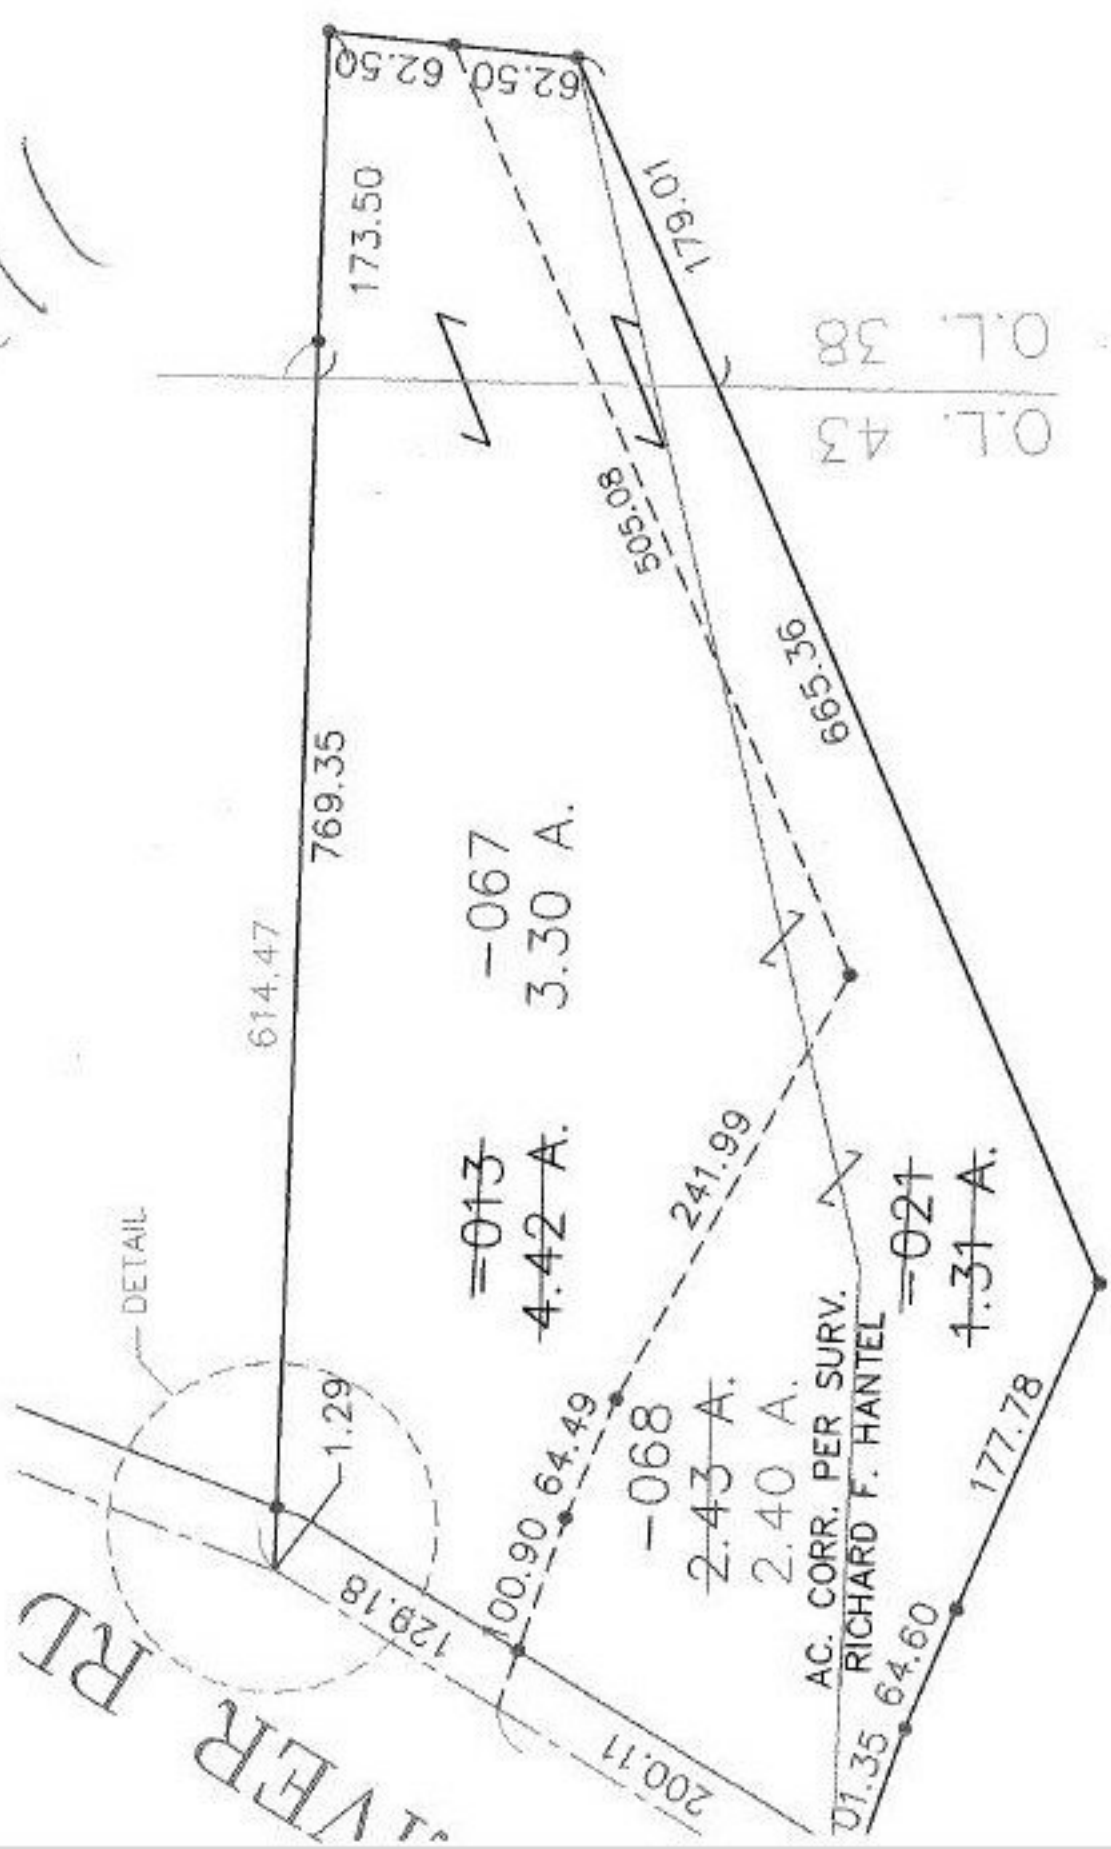 62.50
62.50
173.50
179.01
O.L. 38
O.L. 43
505.08
665.36
769.35
614.47
-067
3.30 A.
-013
4.42 A.
241.99
-021
1.31 A.
DETAIL
1.29
64.49
-068
2.43 A.
2.40 A.
AC. CORR. PER SURV.
RICHARD F. HANTEL
177.78
64.60
129.18
00.90
200.11
01.35
IVER RD